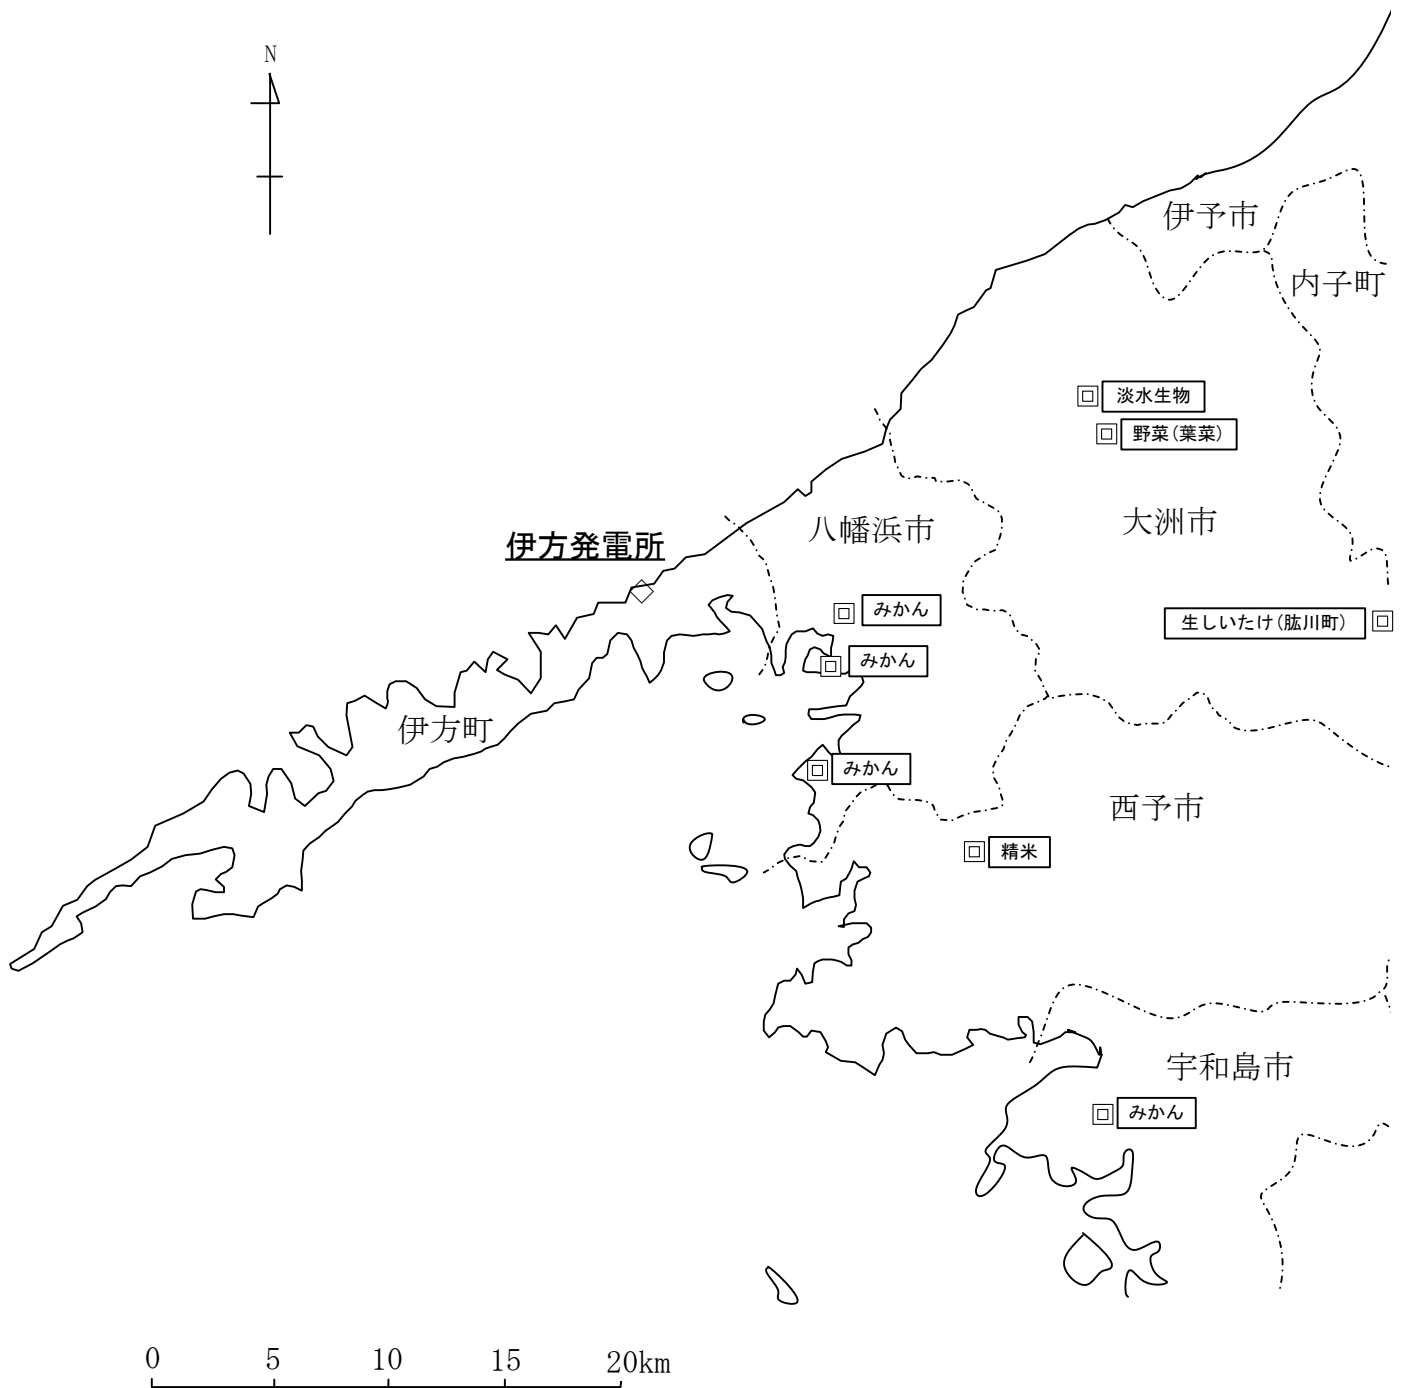 N
伊予市
内子町
淡水生物
野菜(葉菜)
大洲市
八幡浜市
伊方発電所
みかん
生しいたけ(肱川町)
みかん
伊方町
みかん
西予市
精米
宇和島市
みかん
0 5 10 15 20km